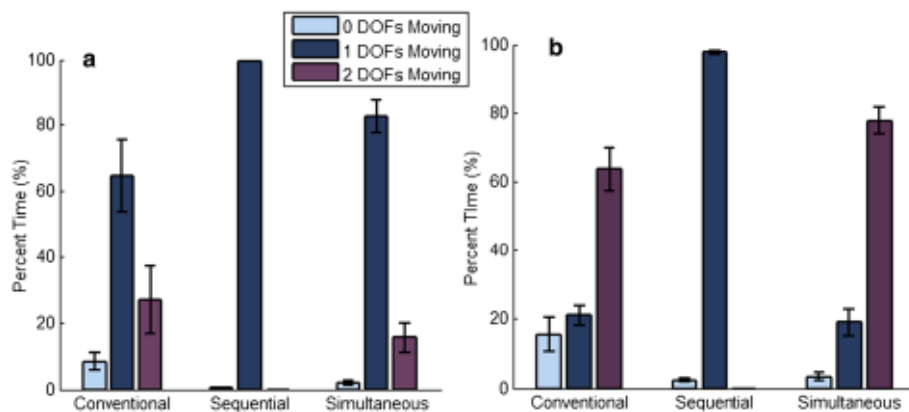 a
0 DOFs Moving
1 DOFs Moving
2 DOFs Moving
b
Percent Time (%)
100
80
60
40
20
0
Conventional Sequential Simultaneous
Percent Time (%)
100
80
60
40
20
0
Conventional Sequential Simultaneous